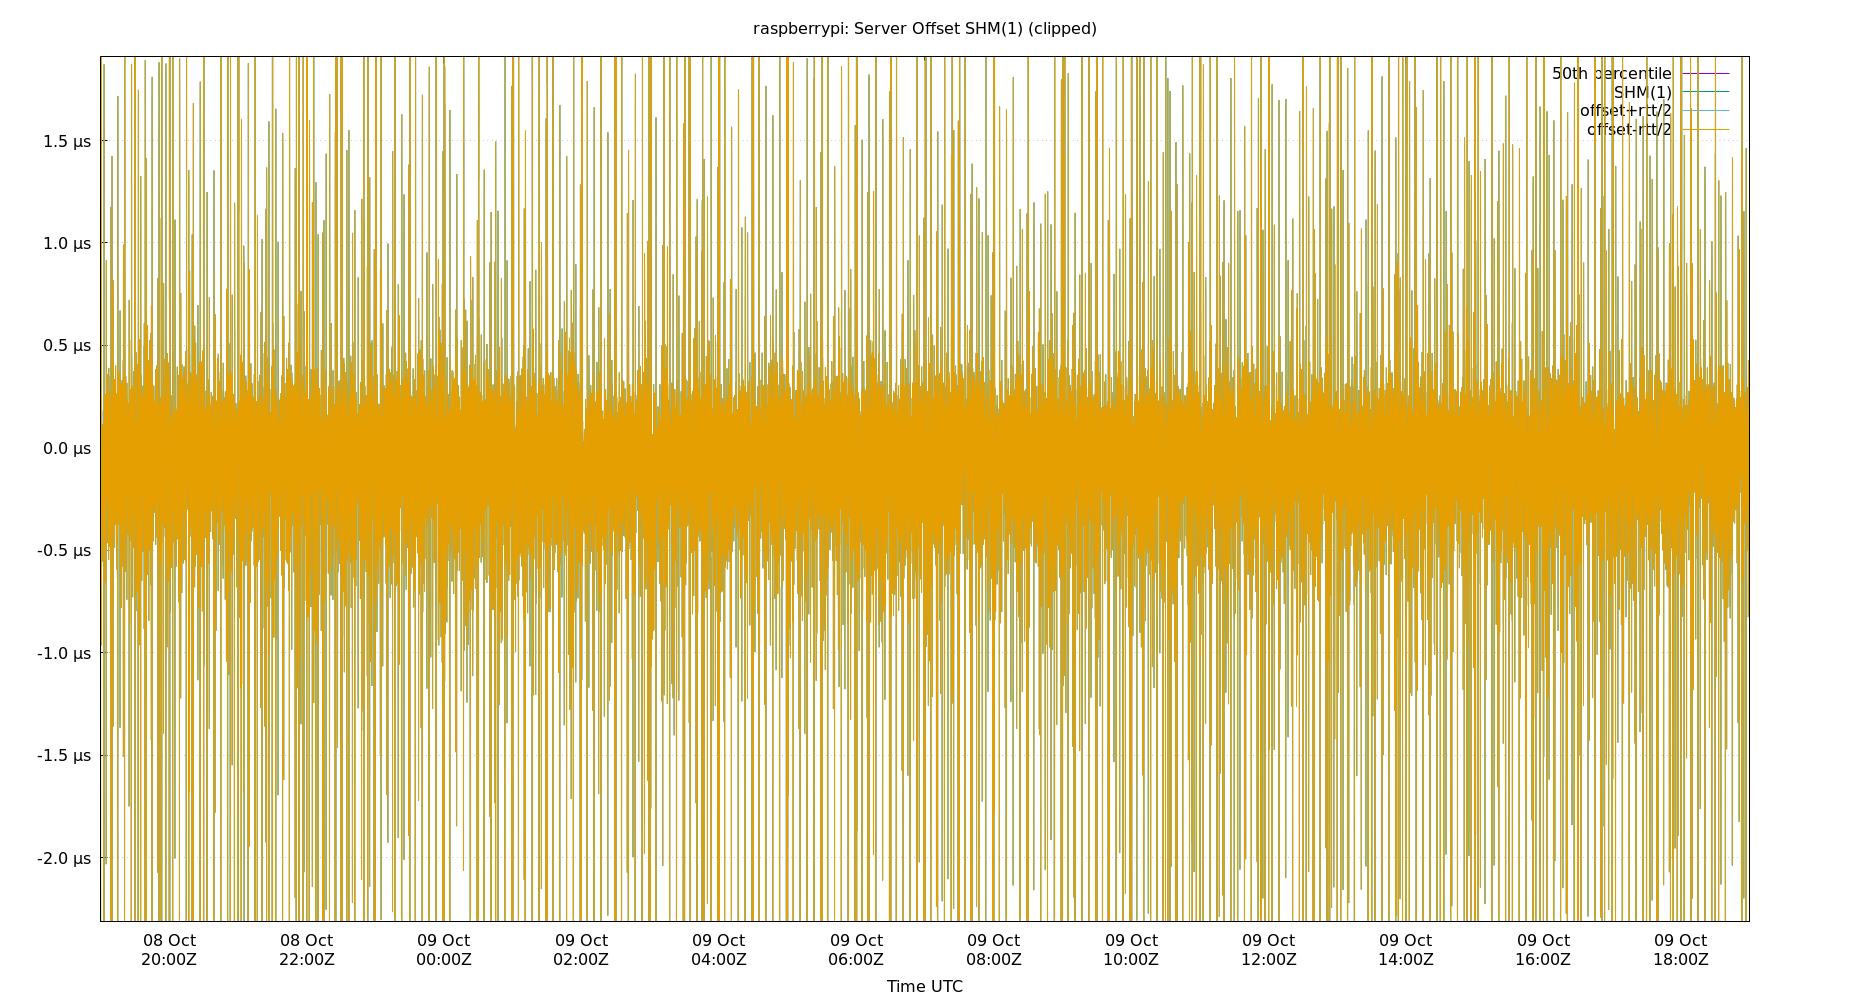 raspberrypi: Server Offset SHM(1) (clipped)
50th percentile
SHM(1)
offset+rtt/2
offset-rtt/2
1.5 µs
1.0 µs
0.5 µs
0.0 µs
-0.5 µs
-1.0 µs
-1.5 µs
-2.0 µs
08 Oct 08 Oct 09 Oct 09 Oct 09 Oct 09 Oct 09 Oct 09 Oct 09 Oct 09 Oct 09 Oct 09 Oct
20:00Z 22:00Z 00:00Z 02:00Z 04:00Z 06:00Z 08:00Z 10:00Z 12:00Z 14:00Z 16:00Z 18:00Z
Time UTC